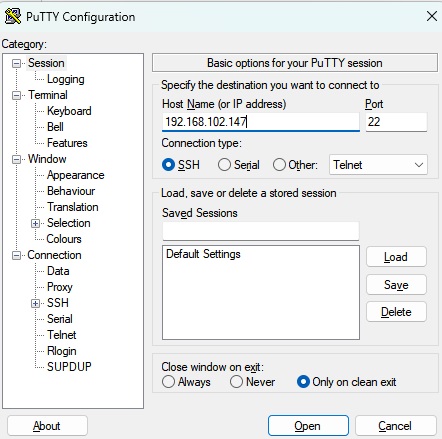 PuTTY Configuration
Category:
Session
Logging
Terminal
Keyboard
Bell
Features
Window
Appearance
Behaviour
Translation
Selection
Colours
Connection
Data
Proxy
SSH
Serial
Telnet
Rlogin
SUPDUP
Basic options for your PuTTY session
Specify the destination you want to connect to
Host Name (or IP address) Port
192.168.102.147 22
Connection type:
SSH Serial Other: Telnet
Load, save or delete a stored session
Saved Sessions
Default Settings
Load
Save
Delete
Close window on exit:
Always Never Only on clean exit
About Open Cancel